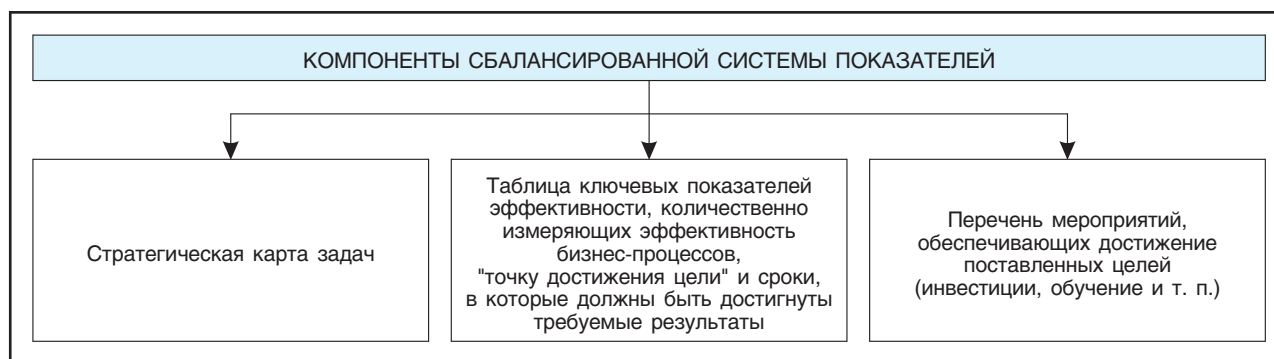 КОМПОНЕНТЫ СБАЛАНСИРОВАННОЙ СИСТЕМЫ ПОКАЗАТЕЛЕЙ
Стратегическая карта задач
Таблица ключевых показателей
эффективности, количественно
измеряющих эффективность
бизнес-процессов,
"точку достижения цели" и сроки,
в которые должны быть достигнуты
требуемые результаты
Перечень мероприятий,
обеспечивающих достижение
поставленных целей
(инвестиции, обучение и т. п.)